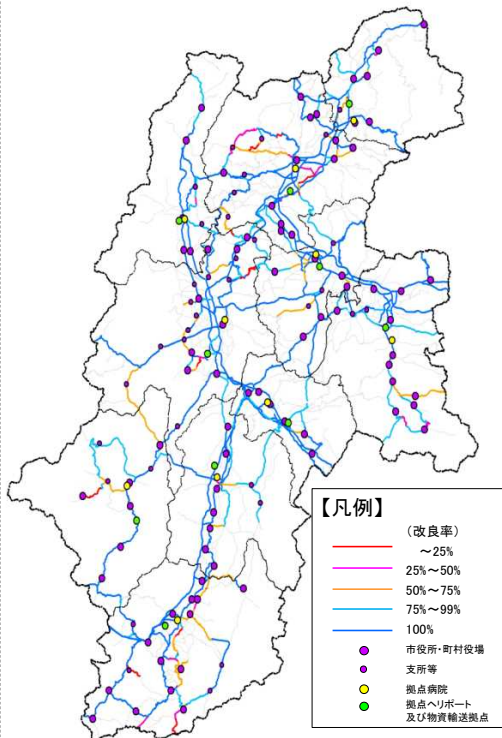 【凡例】
(改良率)
～25%
25%～50%
50%～75%
75%～99%
100%
市役所・町村役場
支所等
拠点病院
拠点ヘリポート
及び物資輸送拠点